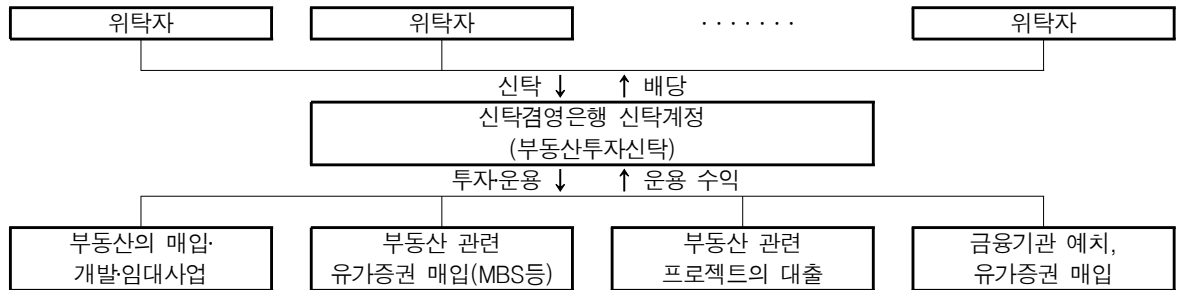 위탁자 위탁자 ······· 위탁자
신탁 ↓ ↑ 배당
신탁겸영은행 신탁계정
(부동산투자신탁)
투자·운용 ↓ ↑ 운용 수익
부동산의 매입· 부동산 관련 부동산 관련 금융기관 예치,
개발·임대사업 유가증권 매입(MBS등) 프로젝트의 대출 유가증권 매입